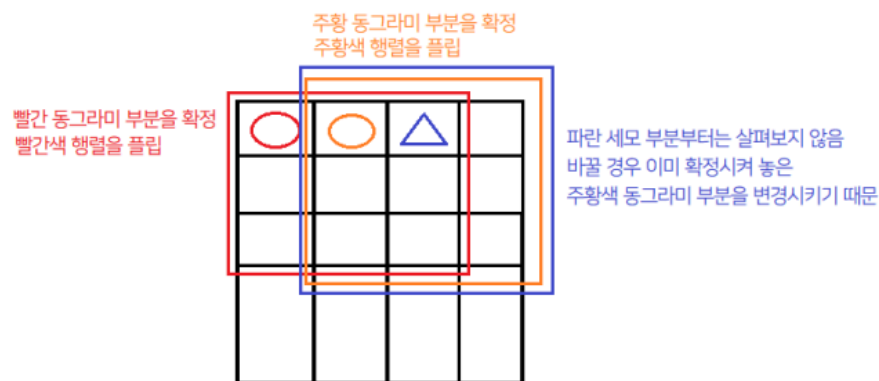 주황 동그라미 부분을 확정
주황색 행렬을 플립
빨간 동그라미 부분을 확정
빨간색 행렬을 플립
파란 세모 부분부터는 살펴보지 않음
바꿀 경우 이미 확정시켜 놓은
주황색 동그라미 부분을 변경시키기 때문